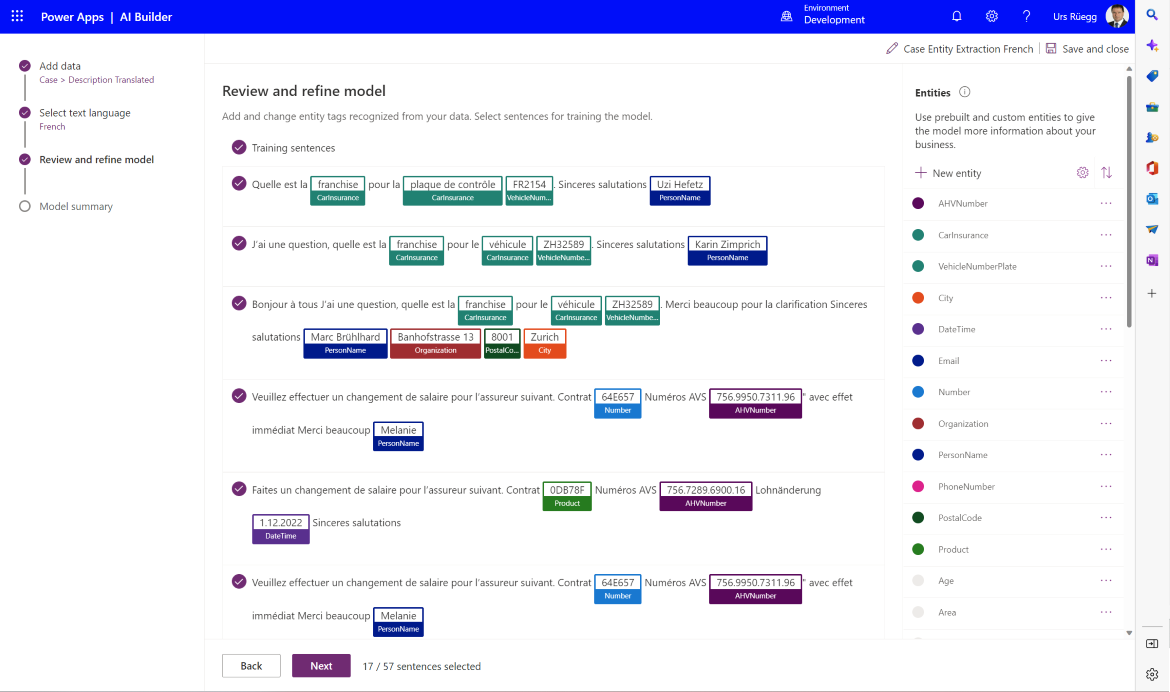 Power Apps | AI Builder
Environment
Development
Urs Rüegg
Case Entity Extraction French
Save and close
Add data
Case > Description Translated
Select text language
French
Review and refine model
Model summary
Review and refine model
Add and change entity tags recognized from your data. Select sentences for training the model.
Training sentences
Quelle est la franchise pour la plaque de contrôle FR2154 . Sinceres salutations Uzi Hefetz
CarInsurance CarInsurance VehicleNum... PersonName
J'ai une question, quelle est la franchise pour le véhicule ZH32589 . Sinceres salutations Karin Zimprich
CarInsurance CarInsurance VehicleNumbe... PersonName
Bonjour à tous J'ai une question, quelle est la franchise pour le véhicule ZH32589 . Merci beaucoup pour la clarification Sinceres
CarInsurance CarInsurance VehicleNumbe...
salutations Marc Brühlhard Banhofstrasse 13 8001 Zurich
PersonName Organization PostalCo... City
Veuillez effectuer un changement de salaire pour l'assureur suivant. Contrat 64E657 Numéros AVS 756.9950.7311.96 " avec effet
Number AHVNumber
immédiat Merci beaucoup Melanie
PersonName
Faites un changement de salaire pour l'assureur suivant. Contrat 0DB78F Numéros AVS 756.7289.6900.16 Lohnänderung
Product AHVNumber
1.12.2022 Sinceres salutations
DateTime
Veuillez effectuer un changement de salaire pour l'assureur suivant. Contrat 64E657 Numéros AVS 756.9950.7311.96 " avec effet
Number AHVNumber
immédiat Merci beaucoup Melanie
PersonName
Back
Next
17 / 57 sentences selected
Entities
Use prebuilt and custom entities to give
the model more information about your
business.
New entity
AHVNumber
CarInsurance
VehicleNumberPlate
City
DateTime
Email
Number
Organization
PersonName
PhoneNumber
PostalCode
Product
Age
Area